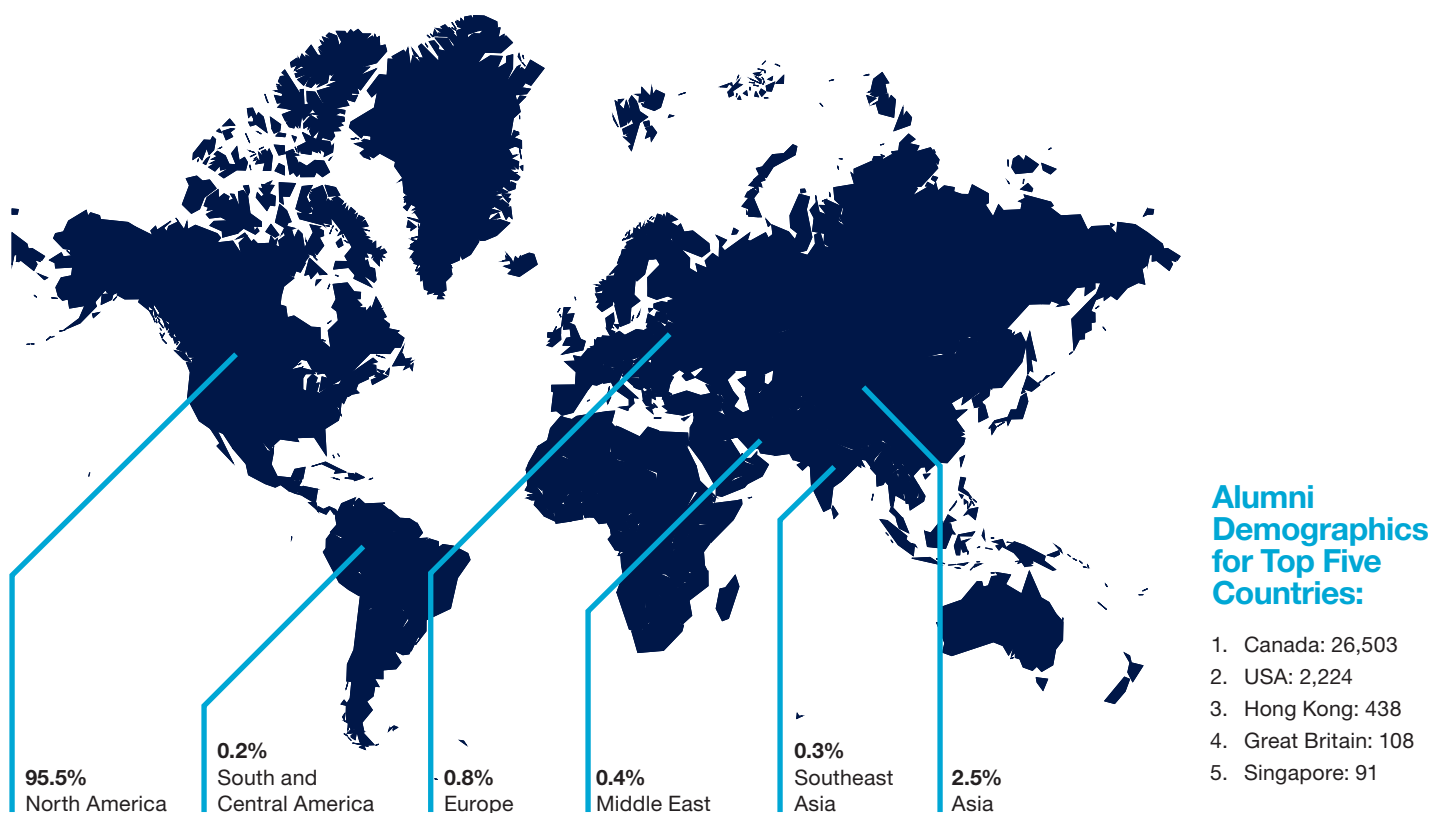 Alumni
Demographics
for Top Five
Countries:
1. Canada: 26,503
2. USA: 2,224
3. Hong Kong: 438
4. Great Britain: 108
5. Singapore: 91
95.5%
North America
0.2%
South and
Central America
0.8%
Europe
0.4%
Middle East
0.3%
Southeast
Asia
2.5%
Asia